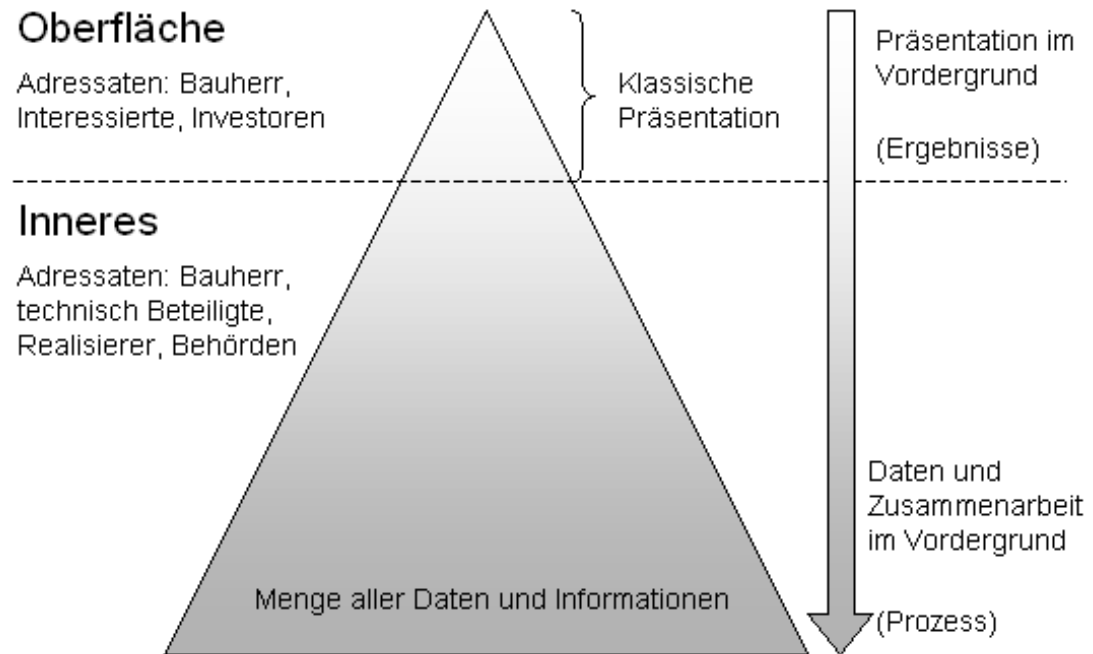 Oberfläche
Adressaten: Bauherr,
Interessierte, Investoren
Klassische
Präsentation
Präsentation im
Vordergrund
(Ergebnisse)
Inneres
Adressaten: Bauherr,
technisch Beteiligte,
Realisierer, Behörden
Daten und
Zusammenarbeit
im Vordergrund
Menge aller Daten und Informationen
(Prozess)